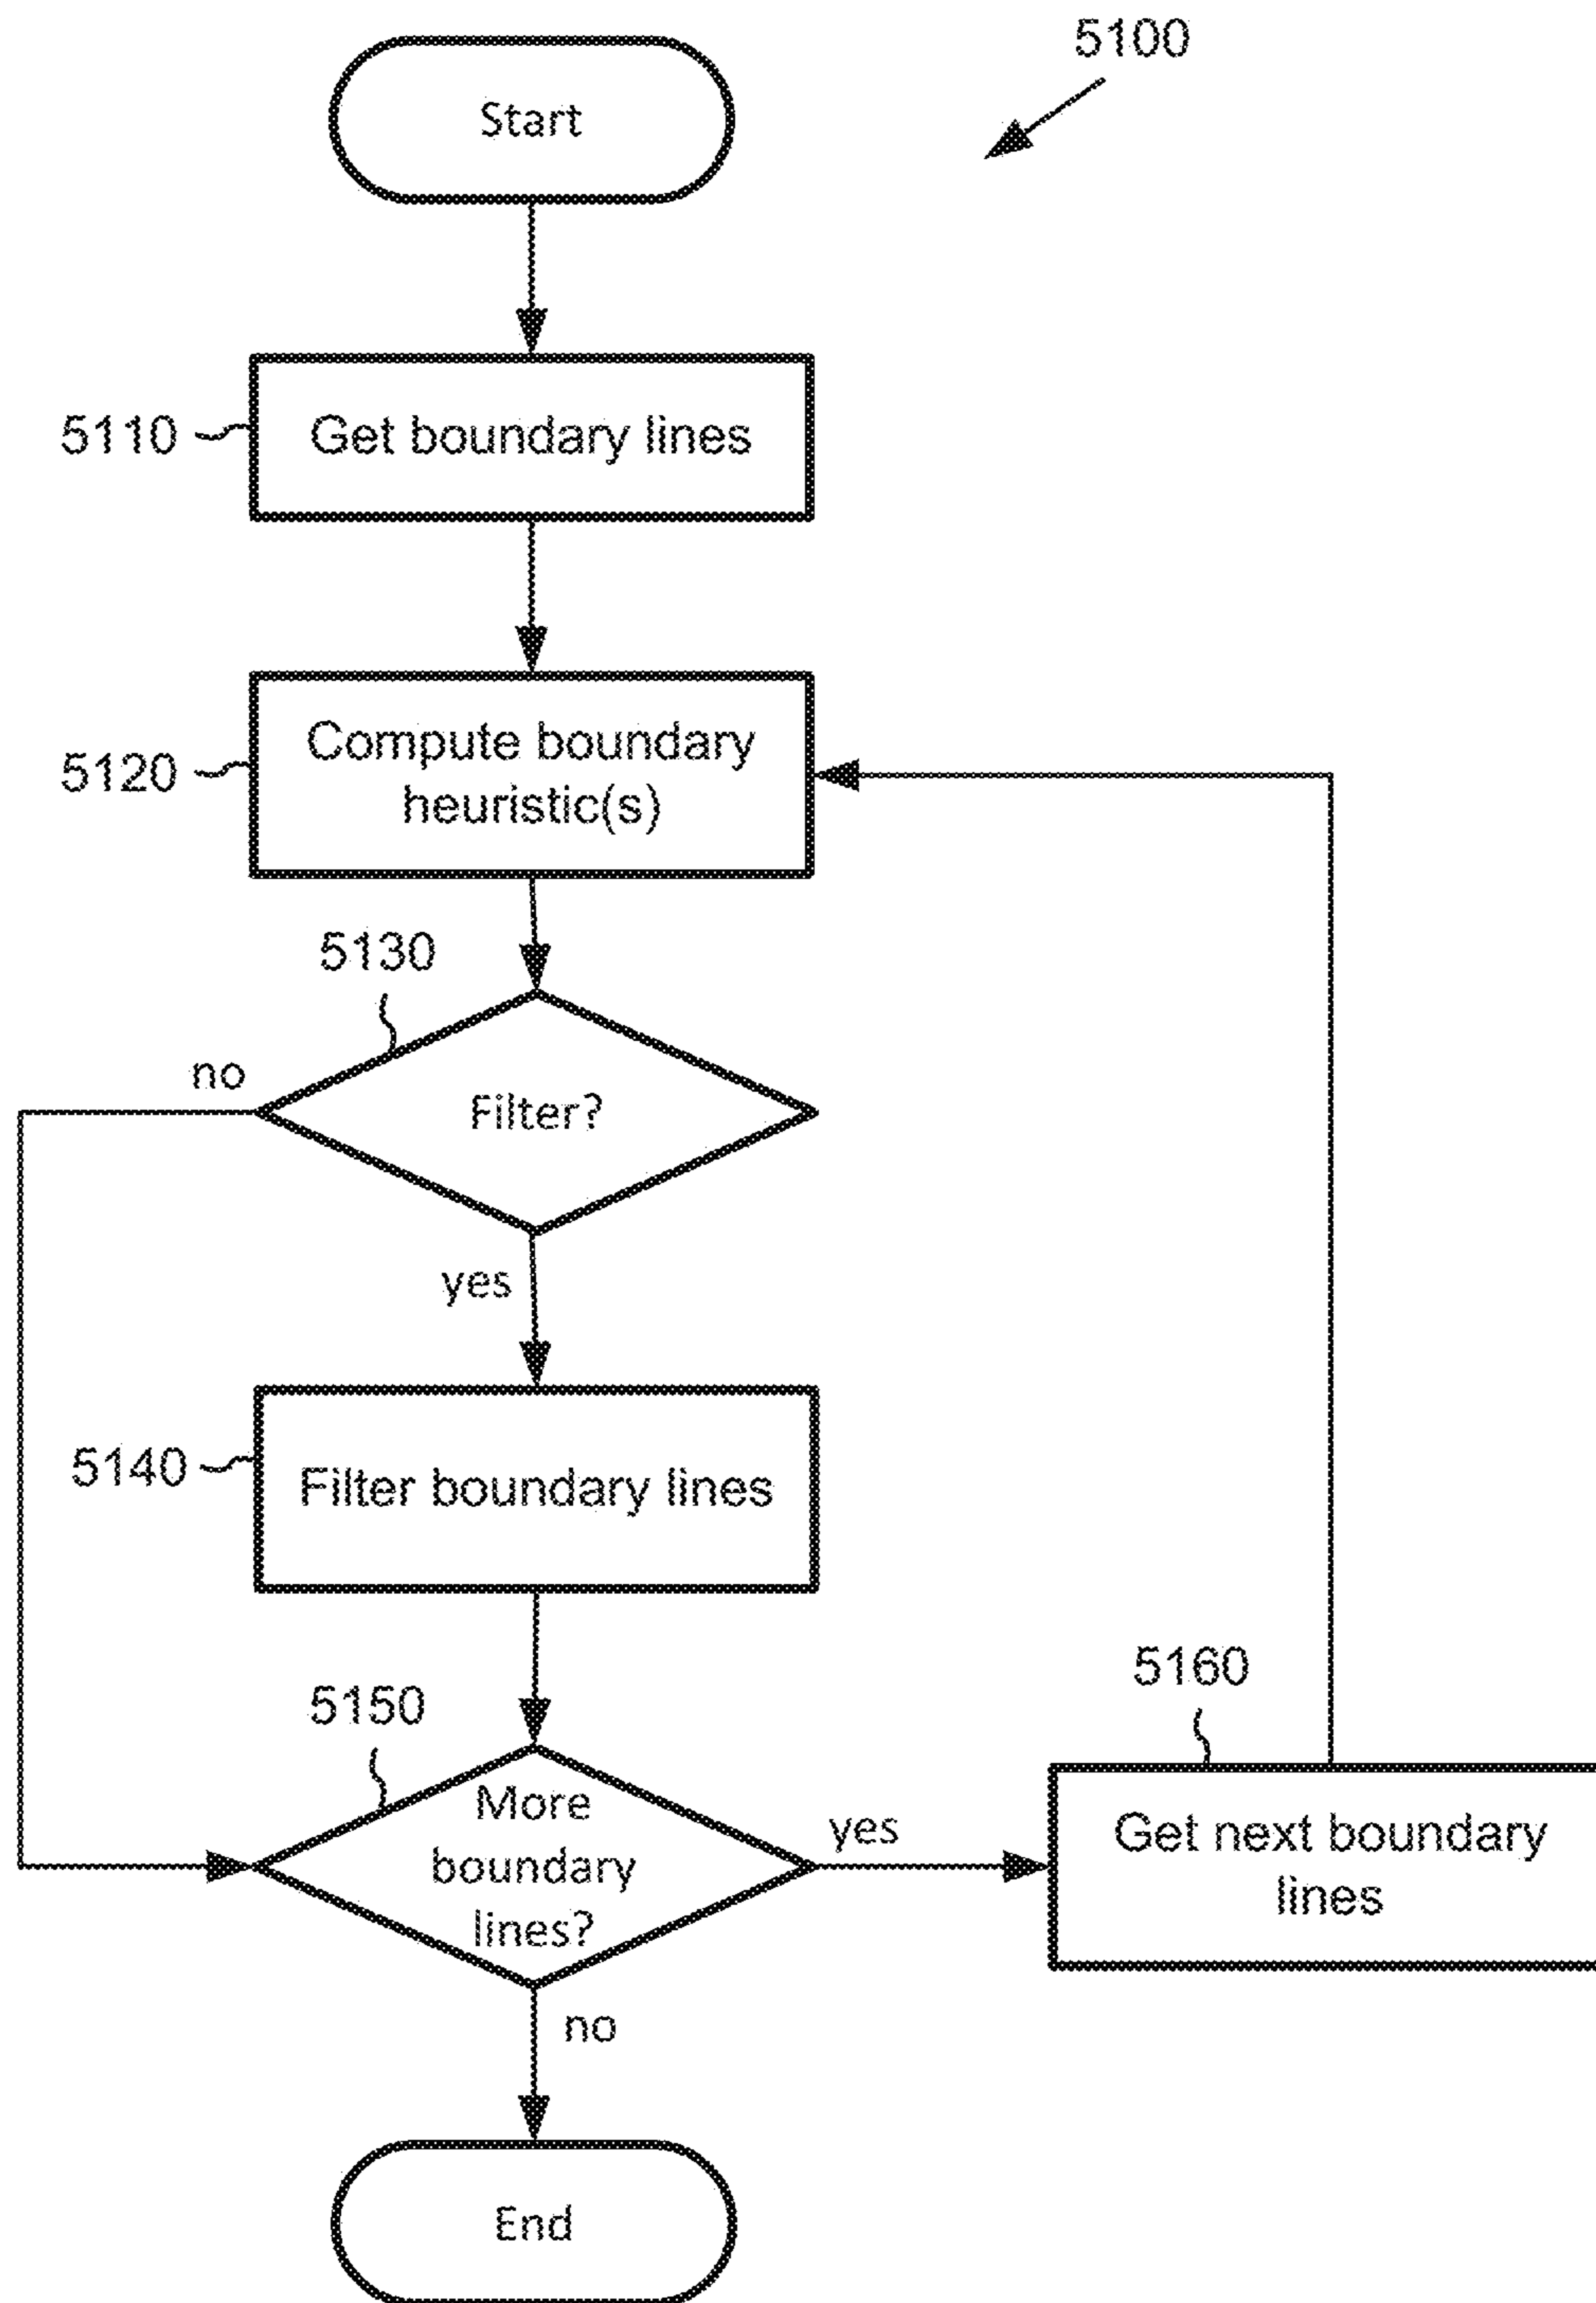 5100
Start
5110
Get boundary lines
5120
Compute boundary
heuristic(s)
5130
no
Filter?
yes
5140
Filter boundary lines
5150
5160
More
boundary
lines?
yes
Get next boundary
lines
no
End